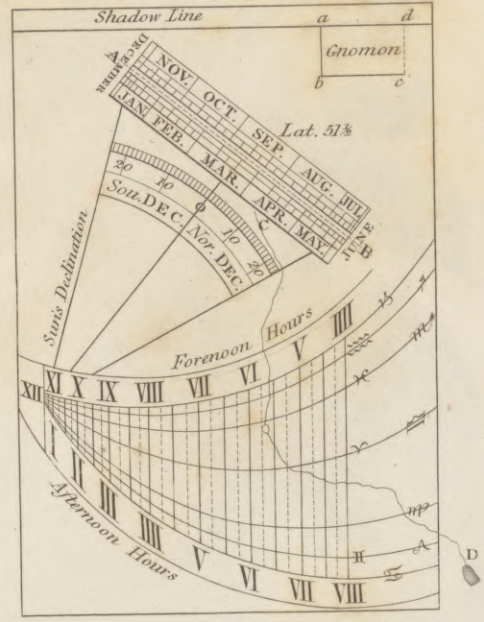 Shadow Line
a d
Gnomon
b c
DECEMBER
A
NOV. OCT. SEP. AUG. JUL
Lat. 51½
JAN. FEB. MAR. APR. MAY.
JUNE
B
C
20 10 0 10 20
Sou. DEC. Nor. DEC.
Sun's Declination
Forenoon Hours
XII XI X IX VIII VII VI V IIII
♑ ♐
♒ ♏
♓
♈ ♎
♍
♊ ♌
♋
D
I II III IIII V VI VII VIII
Afternoon Hours